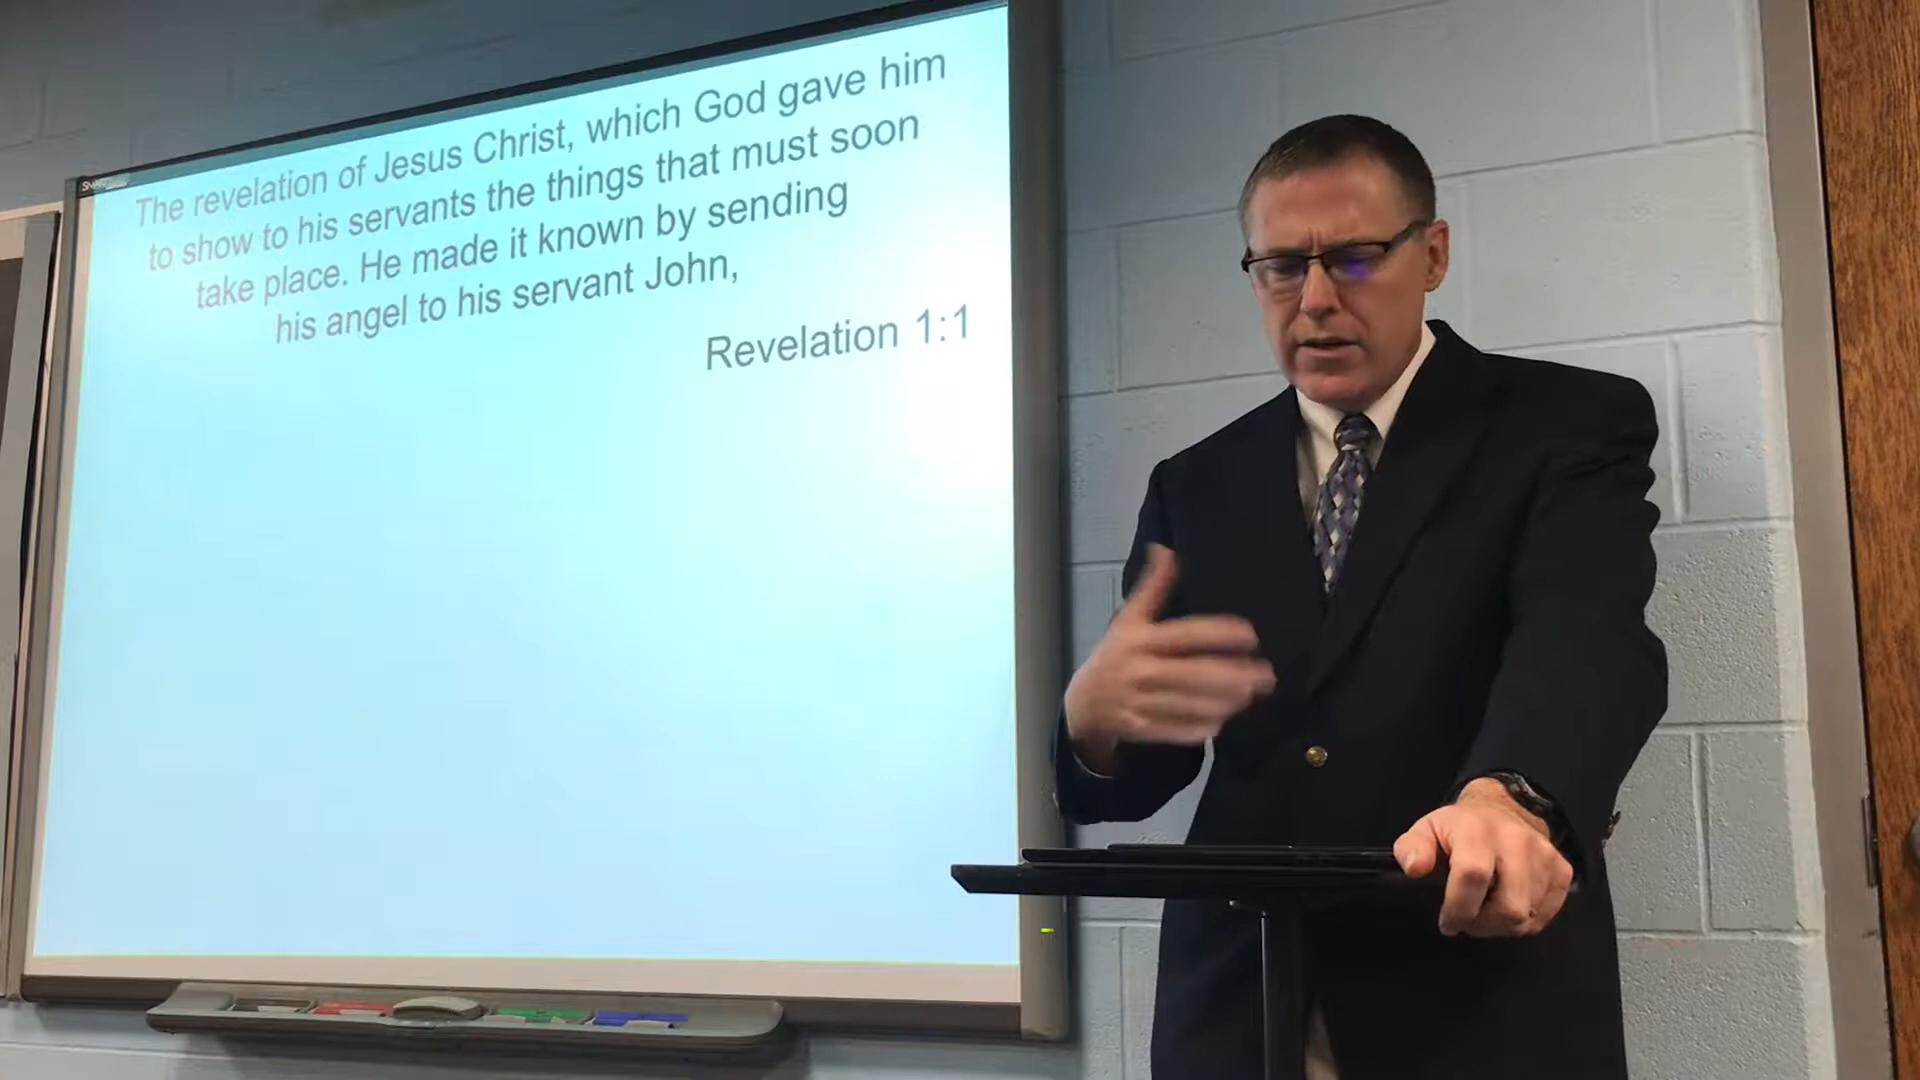 SMART
The revelation of Jesus Christ, which God gave him
to show to his servants the things that must soon
take place. He made it known by sending
his angel to his servant John,
Revelation 1:1